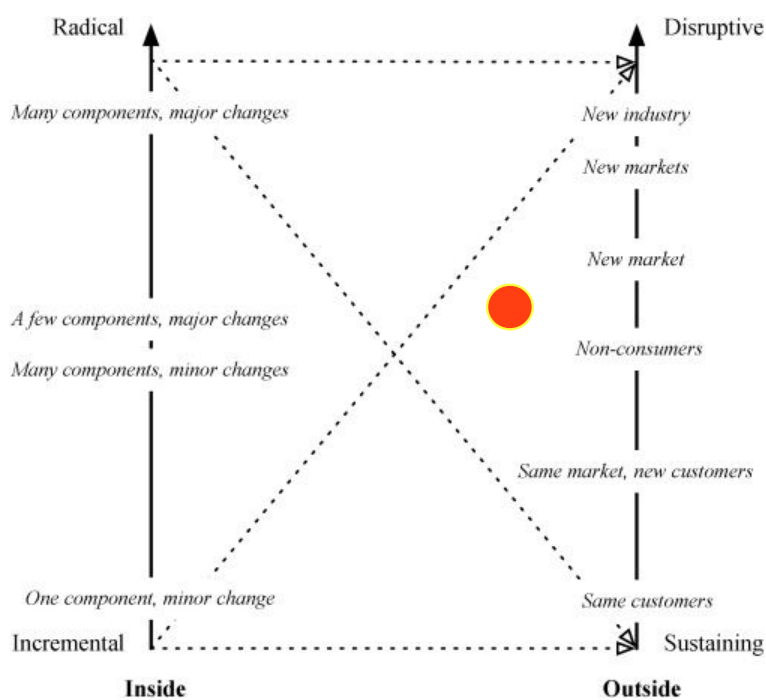 Radical
Disruptive
Many components, major changes
New industry
New markets
New market
A few components, major changes
Non-consumers
Many components, minor changes
Same market, new customers
One component, minor change
Same customers
Incremental
Sustaining
Inside
Outside